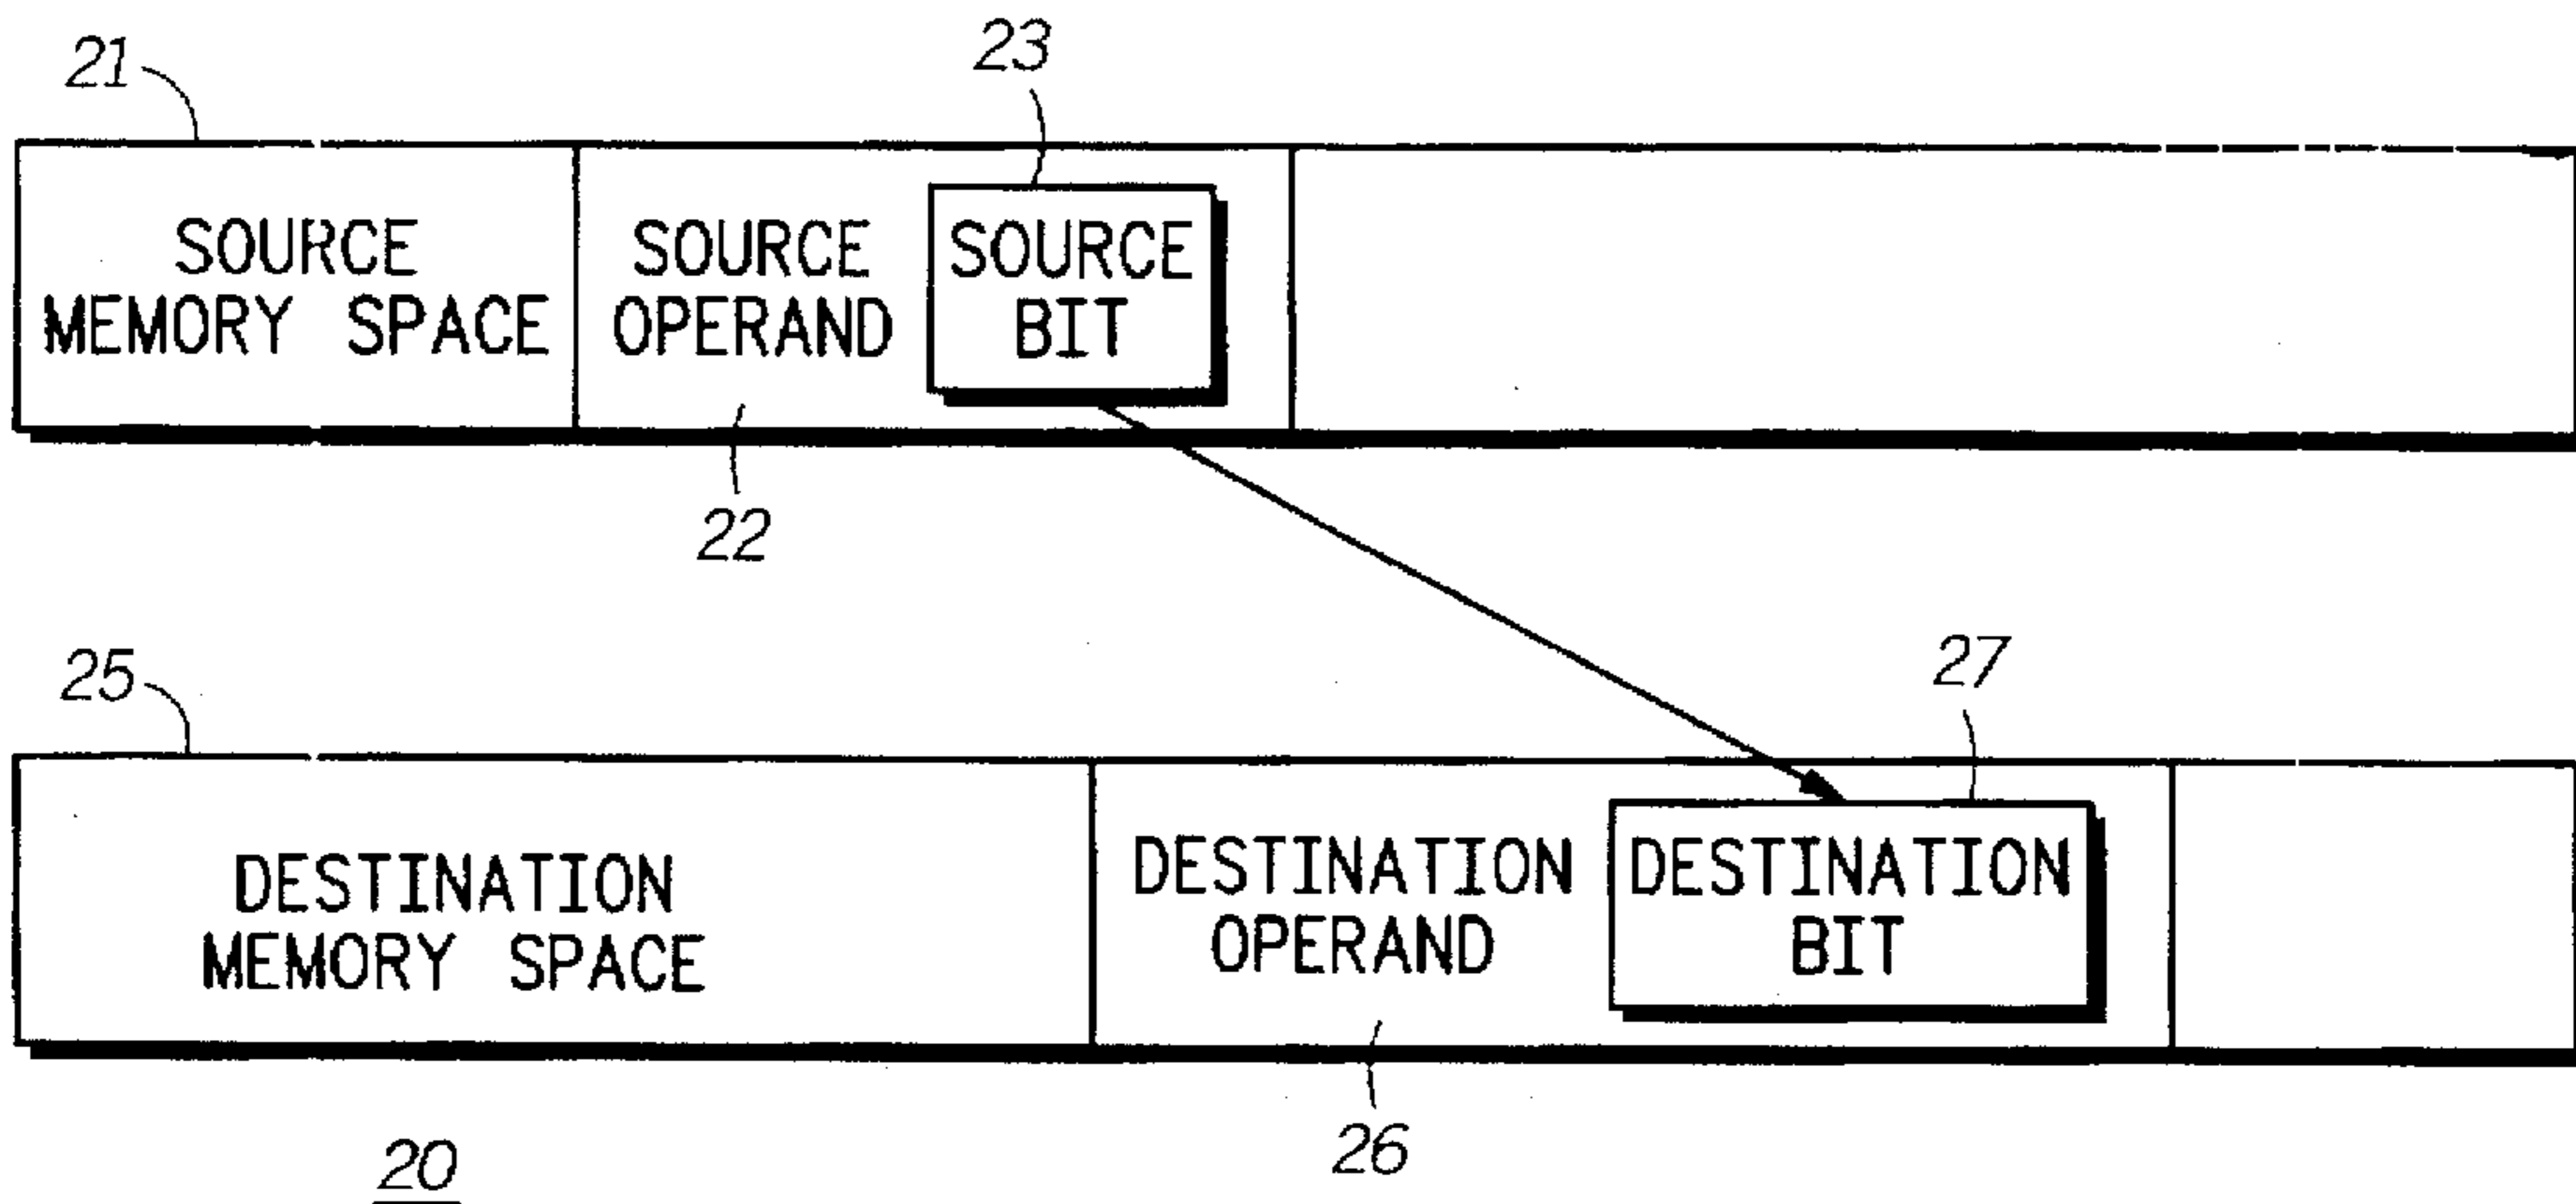 21
23
SOURCE
MEMORY SPACE
SOURCE
OPERAND
SOURCE
BIT
22
25
27
DESTINATION
MEMORY SPACE
DESTINATION
OPERAND
DESTINATION
BIT
26
20